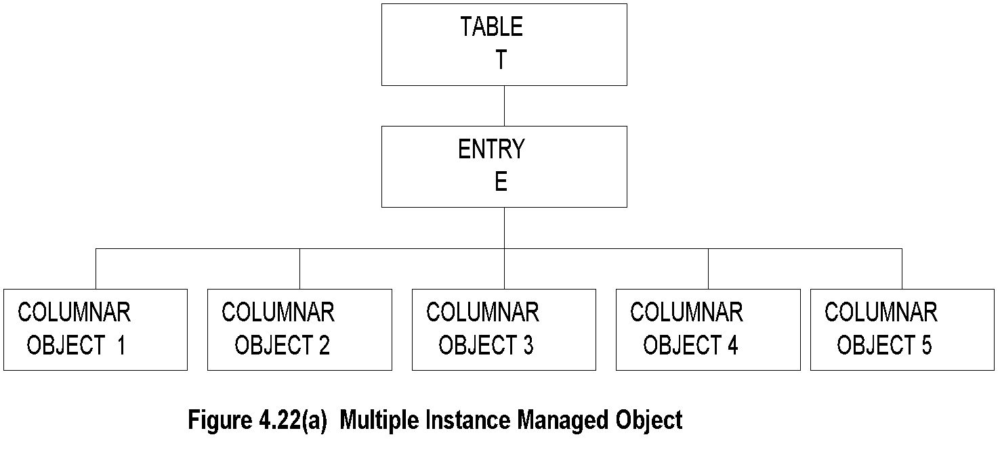 TABLE
T
ENTRY
E
COLUMNAR
OBJECT 1
COLUMNAR
OBJECT 2
COLUMNAR
OBJECT 3
COLUMNAR
OBJECT 4
COLUMNAR
OBJECT 5
Figure 4.22(a) Multiple Instance Managed Object